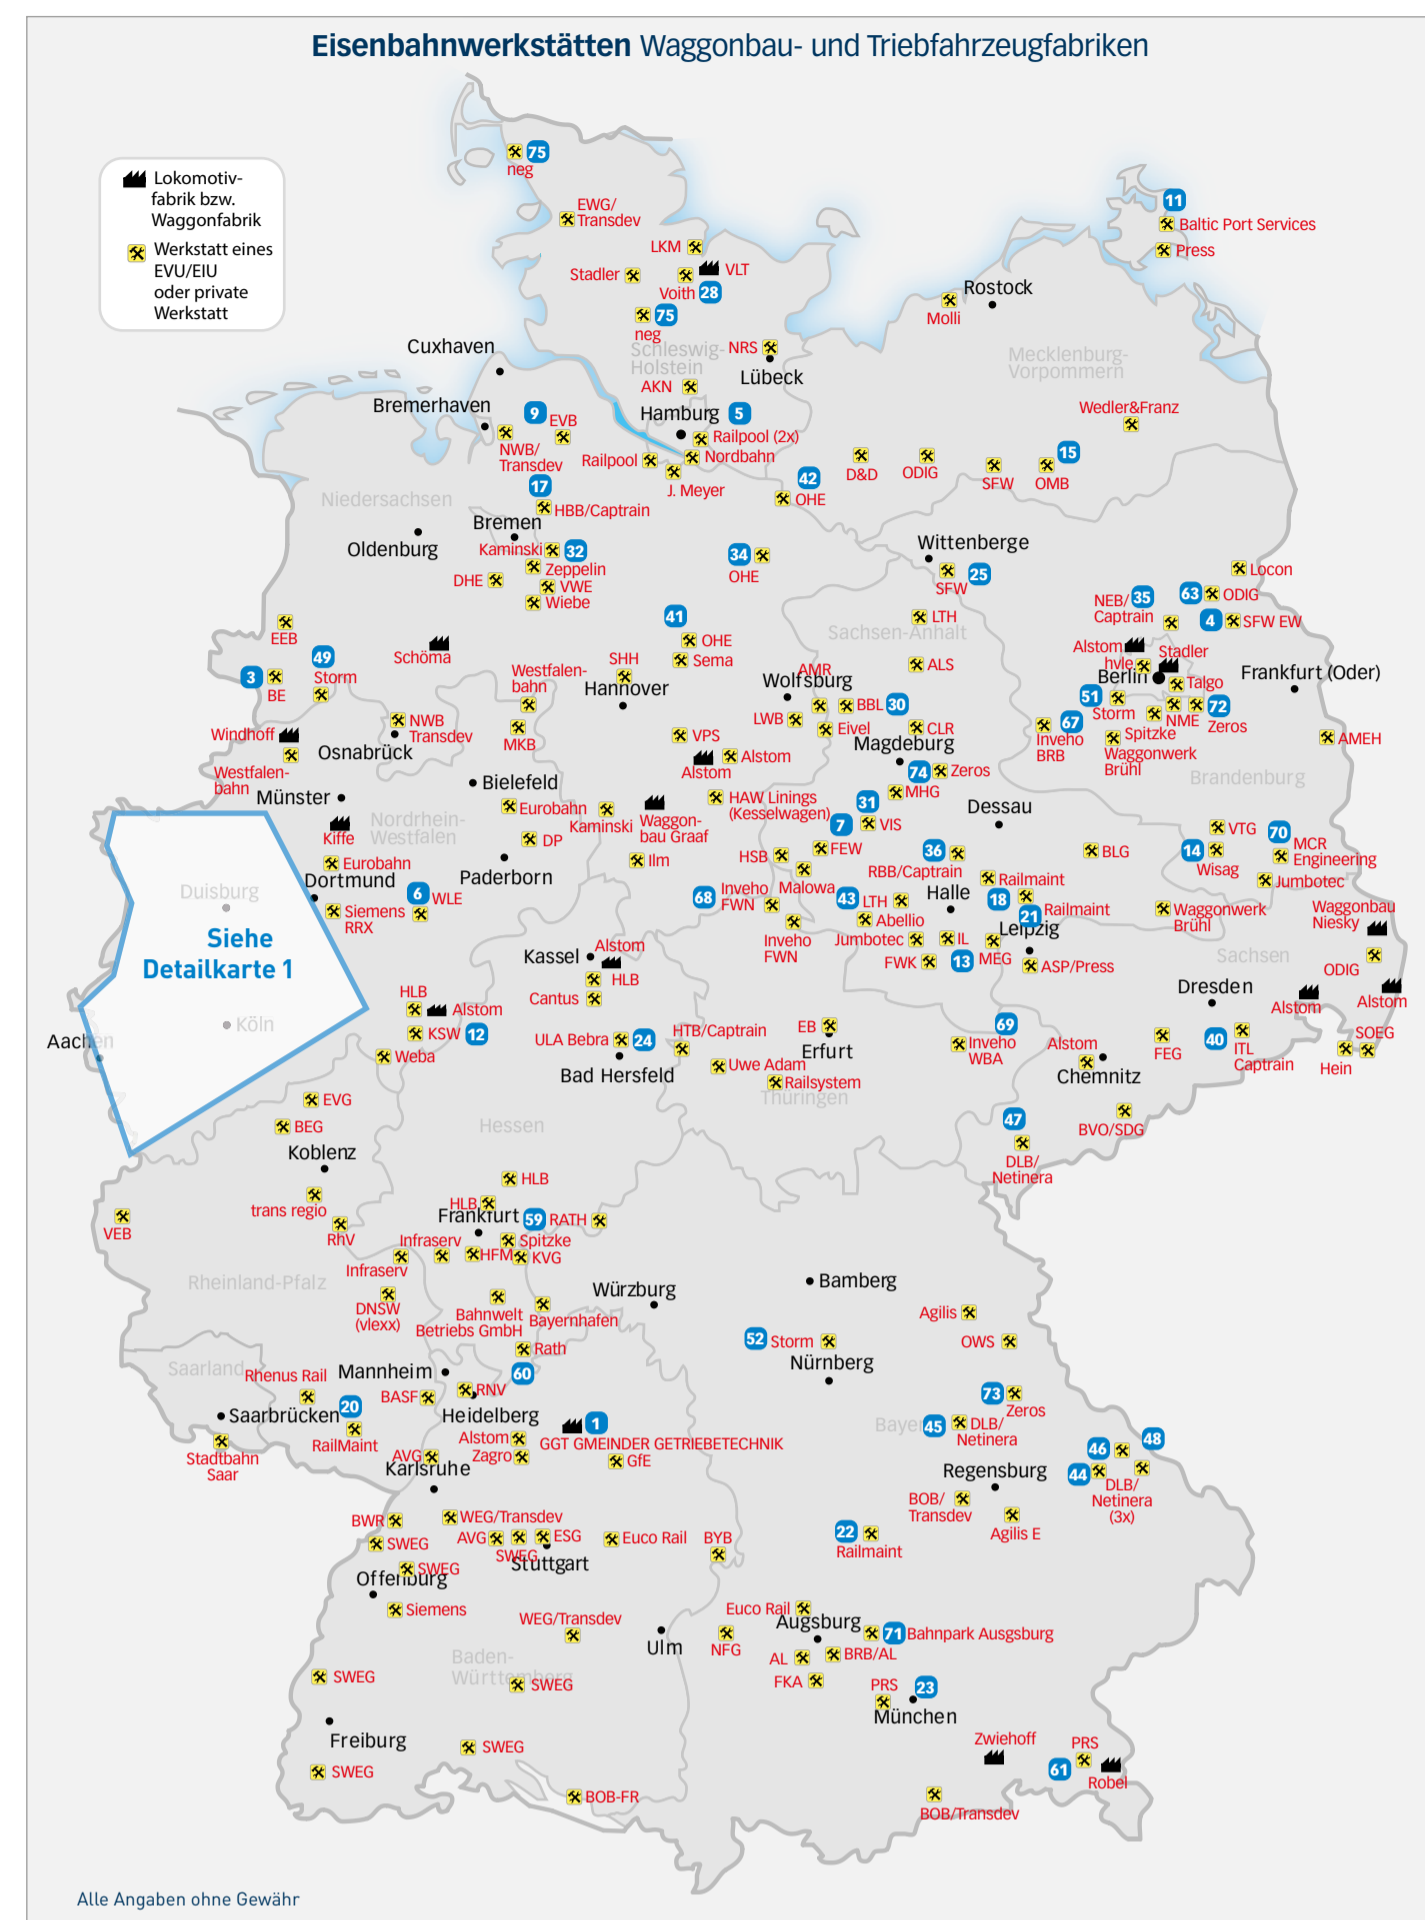 Eisenbahnwerkstätten Waggonbau- und Triebfahrzeugfabriken
Lokomotiv-
fabrik bzw.
Waggonfabrik
Werkstatt eines
EVU/EIU
oder private
Werkstatt
75
neg
EWG/
Transdev
LKM
Stadler
VLT
Voith 28
75
neg
Schleswig-
Holstein
NRS
Lübeck
AKN
Hamburg 5
Railpool (2x)
Nordbahn
Railpool
J. Meyer
11
Baltic Port Services
Press
Rostock
Molli
Mecklenburg-
Vorpommern
Wedler&Franz
Cuxhaven
Bremerhaven
9
EVB
NWB/
Transdev
17
HBB/Captrain
42
OHE
D&D
ODIG
SFW
15
OMB
Niedersachsen
Oldenburg
Bremen
Kaminski 32
Zeppelin
DHE
VWE
Wiebe
34
OHE
Wittenberge
SFW
25
Locon
63 ODIG
NEB/
Captrain
35
4 SFW EW
EEB
49
Storm
3
BE
Schöma
41
OHE
Sema
SHH
Hannover
Westfalen-
bahn
MKB
LTH
Sachsen-Anhalt
ALS
AMR
Wolfsburg
BBL 30
LWB
Eivel
CLR
Magdeburg
74 Zeros
MHG
Alstom
hvle
Stadler
Berlin
Talgo
51
Storm
Spitzke
NME
72
Zeros
67
Inveho
BRB
Waggonwerk
Brühl
Frankfurt (Oder)
AMEH
Brandenburg
Windhoff
Westfalen-
bahn
NWB
Transdev
Osnabrück
Münster
Kiffe
Bielefeld
Nordrhein-
Westfalen
Eurobahn
Kaminski
DP
VPS
Alstom
Alstom
HAW Linings
(Kesselwagen)
Waggon-
bau Graaf
Ilm
31
7
VIS
FEW
HSB
Malowa
Dessau
36
RBB/Captrain
BLG
VTG
14
Wisag
70
MCR
Engineering
Jumbotec
Duisburg
Siehe
Detailkarte 1
Köln
Aachen
Eurobahn
Dortmund
Siemens
RRX
6
WLE
Paderborn
68
Inveho
FWN
Inveho
FWN
43 LTH
Abellio
Halle
Railmaint
18
Railmaint
21
Leipzig
Jumbotec
IL
MEG
FWK
13
ASP/Press
Waggonwerk
Brühl
Waggonbau
Niesky
Sachsen
ODIG
Dresden
Alstom
Alstom
SOEG
Hein
Kassel
Alstom
HLB
Cantus
HLB
Alstom
KSW 12
Weba
ULA Bebra 24
Bad Hersfeld
HTB/Captrain
Uwe Adam
Railsystem
EB
Erfurt
Thüringen
69
Inveho
WBA
Alstom
Chemnitz
FEG
40
ITL
Captrain
BVO/SDG
47
DLB/
Netinera
EVG
BEG
Koblenz
trans regio
RhV
VEB
Hessen
HLB
HLB
Frankfurt
59 RATH
Spitzke
Infraserv
HFM
KVG
Infraserv
Rheinland-Pfalz
DNSW
(vlexx)
Bahnwelt
Betriebs GmbH
Bayernhafen
Würzburg
Bamberg
Agilis
OWS
52 Storm
Nürnberg
Rath
60
Saarland
Rhenus Rail
Mannheim
BASF
RNV
Heidelberg
20
Saarbrücken
RailMaint
Stadtbahn
Saar
1
GGT GMEINDER GETRIEBETECHNIK
Alstom
Zagro
GfE
AVG
Karlsruhe
73
Zeros
Bayern
45
DLB/
Netinera
46
48
44
DLB/
Netinera
(3x)
Regensburg
BOB/
Transdev
Agilis E
BWR
WEG/Transdev
SWEG
AVG
SWEG
ESG
Stuttgart
Euco Rail
BYB
22
Railmaint
SWEG
Offenburg
Siemens
WEG/Transdev
Ulm
Euco Rail
NFG
Augsburg
71 Bahnpark Ausgsburg
AL
BRB/AL
FKA
Baden-
Württemberg
SWEG
SWEG
PRS
23
München
Freiburg
SWEG
SWEG
BOB-FR
Zwiehoff
PRS
61
Robel
BOB/Transdev
Alle Angaben ohne Gewähr